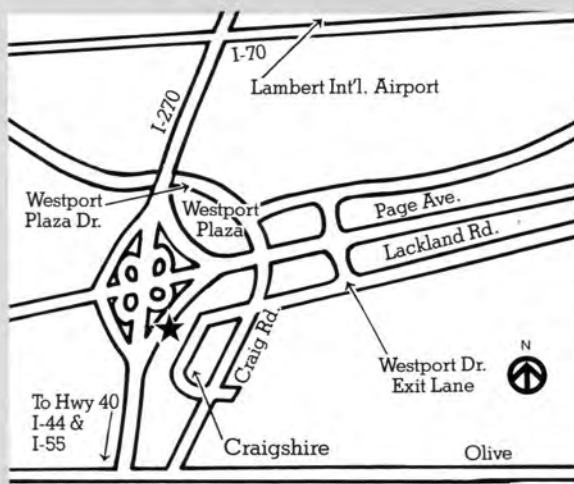 I-70
Lambert Int'l. Airport
I-270
Westport
Plaza Dr.
Westport
Plaza
Page Ave.
Lackland Rd.
Craig Rd.
Westport Dr.
Exit Lane
N
To Hwy 40
I-44 &
I-55
Craigshire
Olive